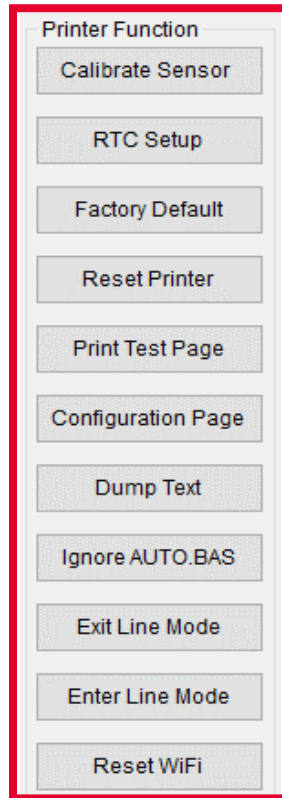 Printer Function
Calibrate Sensor
RTC Setup
Factory Default
Reset Printer
Print Test Page
Configuration Page
Dump Text
Ignore AUTO.BAS
Exit Line Mode
Enter Line Mode
Reset WiFi